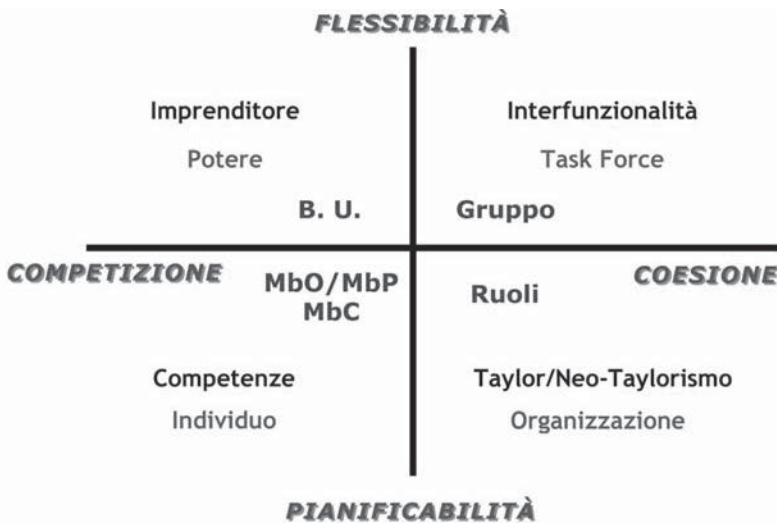 FLESSIBILITÀ
Imprenditore
Potere
B. U.
Interfunzionalità
Task Force
Gruppo
COMPETIZIONE
COESIONE
MbO/MbP
MbC
Competenze
Individuo
Ruoli
Taylor/Neo-Taylorismo
Organizzazione
PIANIFICABILITÀ